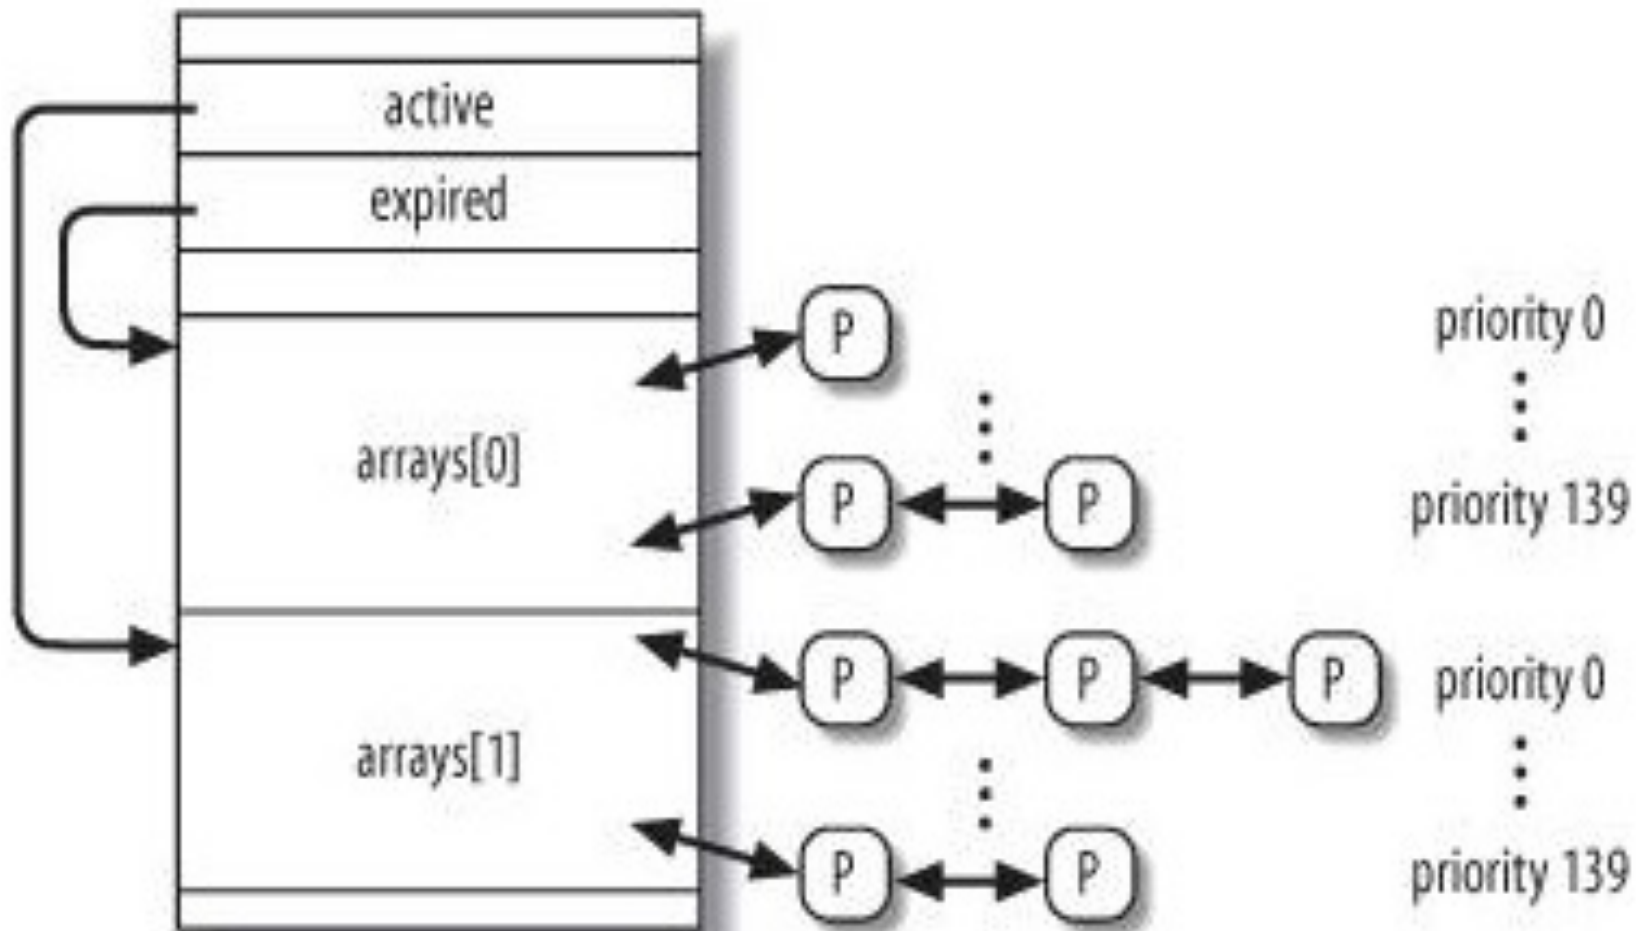 active
expired
P
priority 0
arrays[0]
P P
priority 139
P P P
priority 0
arrays[1]
P P
priority 139